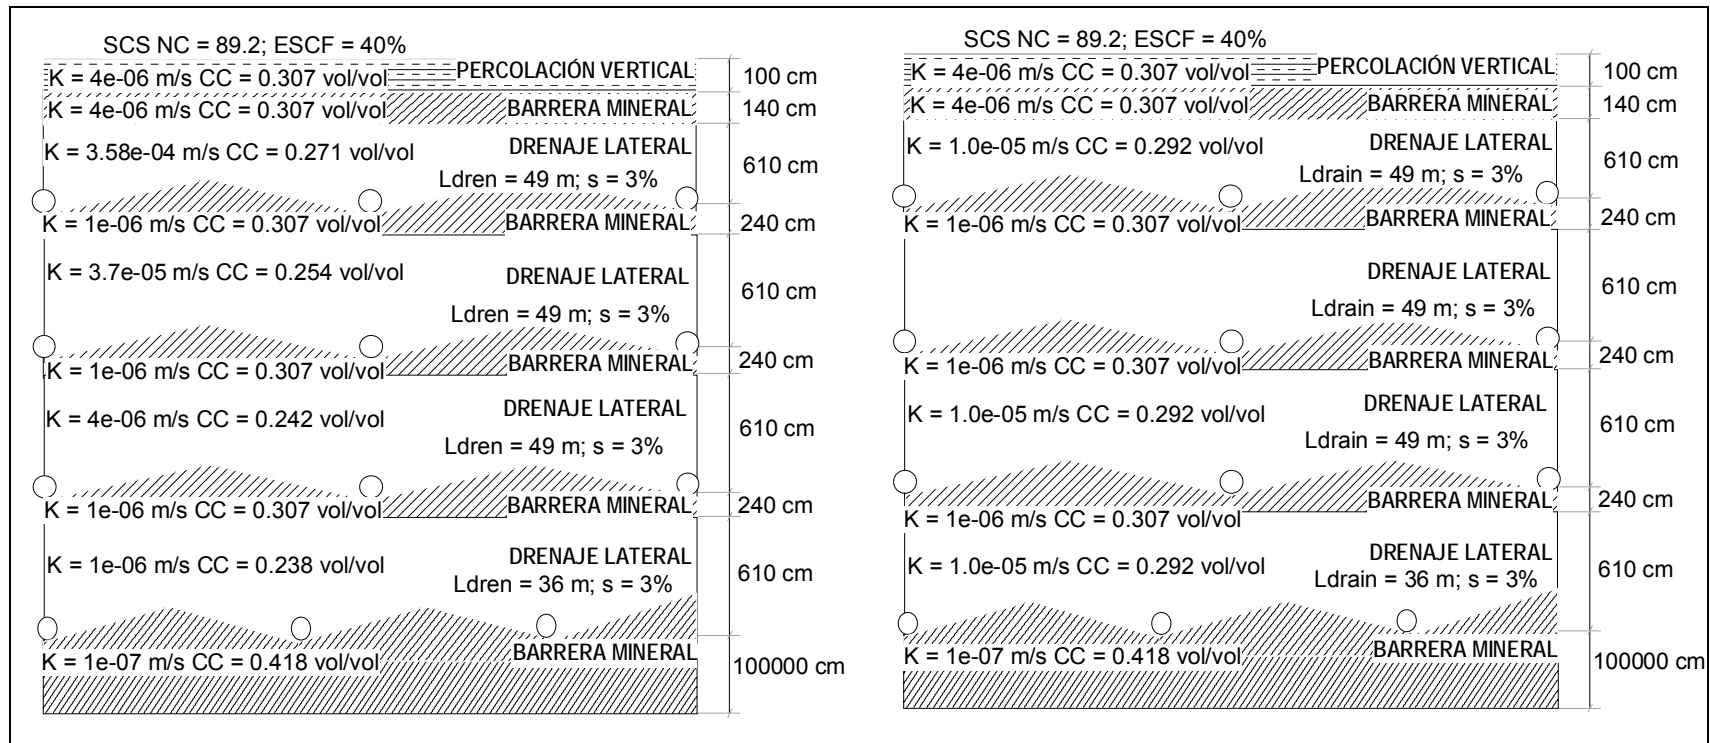 SCS NC = 89.2; ESCF = 40%
K = 4e-06 m/s CC = 0.307 vol/vol PERCOLACIÓN VERTICAL 100 cm
K = 4e-06 m/s CC = 0.307 vol/vol BARRERA MINERAL 140 cm
K = 3.58e-04 m/s CC = 0.271 vol/vol DRENAJE LATERAL 610 cm
Ldren = 49 m; s = 3%
K = 1e-06 m/s CC = 0.307 vol/vol BARRERA MINERAL 240 cm
K = 3.7e-05 m/s CC = 0.254 vol/vol DRENAJE LATERAL 610 cm
Ldren = 49 m; s = 3%
K = 1e-06 m/s CC = 0.307 vol/vol BARRERA MINERAL 240 cm
K = 4e-06 m/s CC = 0.242 vol/vol DRENAJE LATERAL 610 cm
Ldren = 49 m; s = 3%
K = 1e-06 m/s CC = 0.307 vol/vol BARRERA MINERAL 240 cm
K = 1e-06 m/s CC = 0.238 vol/vol DRENAJE LATERAL 610 cm
Ldren = 36 m; s = 3%
K = 1e-07 m/s CC = 0.418 vol/vol BARRERA MINERAL 100000 cm
SCS NC = 89.2; ESCF = 40%
K = 4e-06 m/s CC = 0.307 vol/vol PERCOLACIÓN VERTICAL 100 cm
K = 4e-06 m/s CC = 0.307 vol/vol BARRERA MINERAL 140 cm
K = 1.0e-05 m/s CC = 0.292 vol/vol DRENAJE LATERAL 610 cm
Ldrain = 49 m; s = 3%
K = 1e-06 m/s CC = 0.307 vol/vol BARRERA MINERAL 240 cm
DRENAJE LATERAL 610 cm
Ldrain = 49 m; s = 3%
K = 1e-06 m/s CC = 0.307 vol/vol BARRERA MINERAL 240 cm
K = 1.0e-05 m/s CC = 0.292 vol/vol DRENAJE LATERAL 610 cm
Ldrain = 49 m; s = 3%
K = 1e-06 m/s CC = 0.307 vol/vol BARRERA MINERAL 240 cm
K = 1.0e-05 m/s CC = 0.292 vol/vol DRENAJE LATERAL 610 cm
Ldrain = 36 m; s = 3%
K = 1e-07 m/s CC = 0.418 vol/vol BARRERA MINERAL 100000 cm